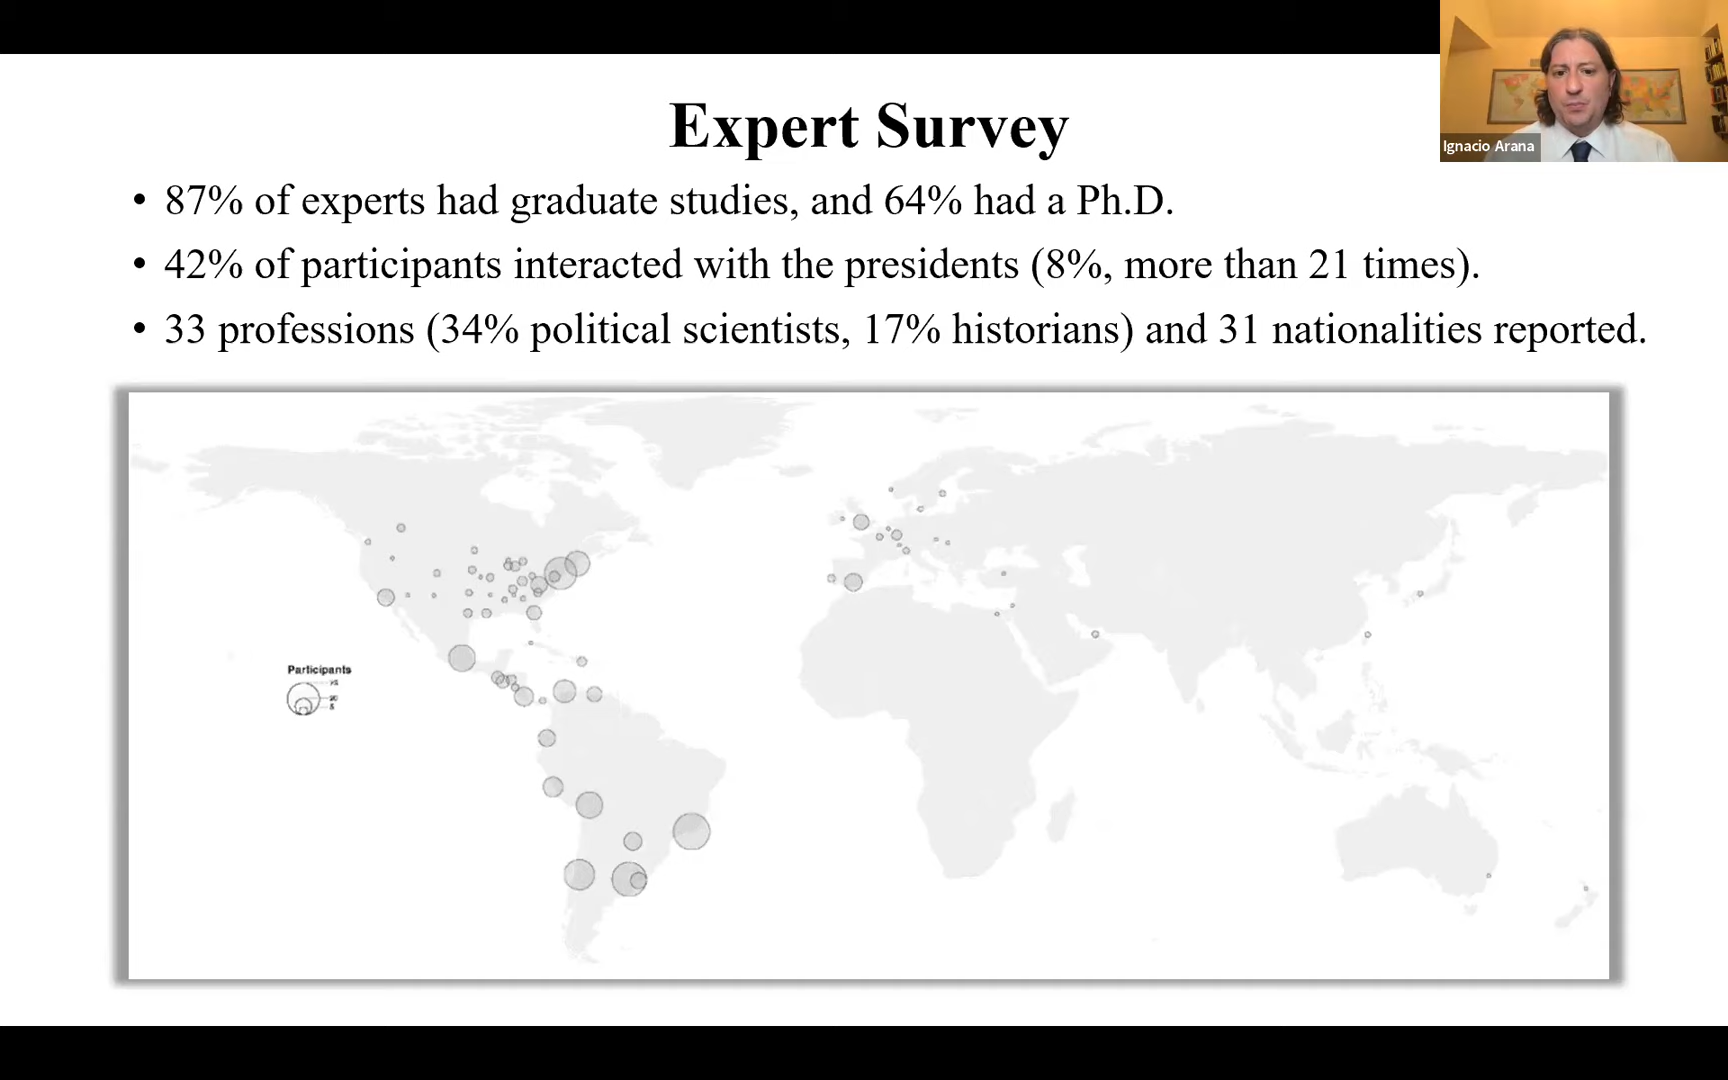 Expert Survey
Ignacio Arana
• 87% of experts had graduate studies, and 64% had a Ph.D.
• 42% of participants interacted with the presidents (8%, more than 21 times).
• 33 professions (34% political scientists, 17% historians) and 31 nationalities reported.
Participants